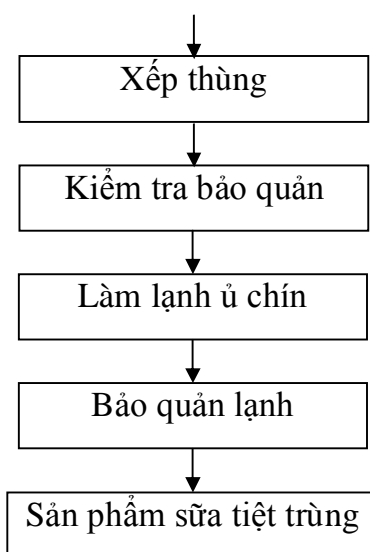 Xếp thùng
Kiểm tra bảo quản
Làm lạnh ủ chín
Bảo quản lạnh
Sản phẩm sữa tiệt trùng